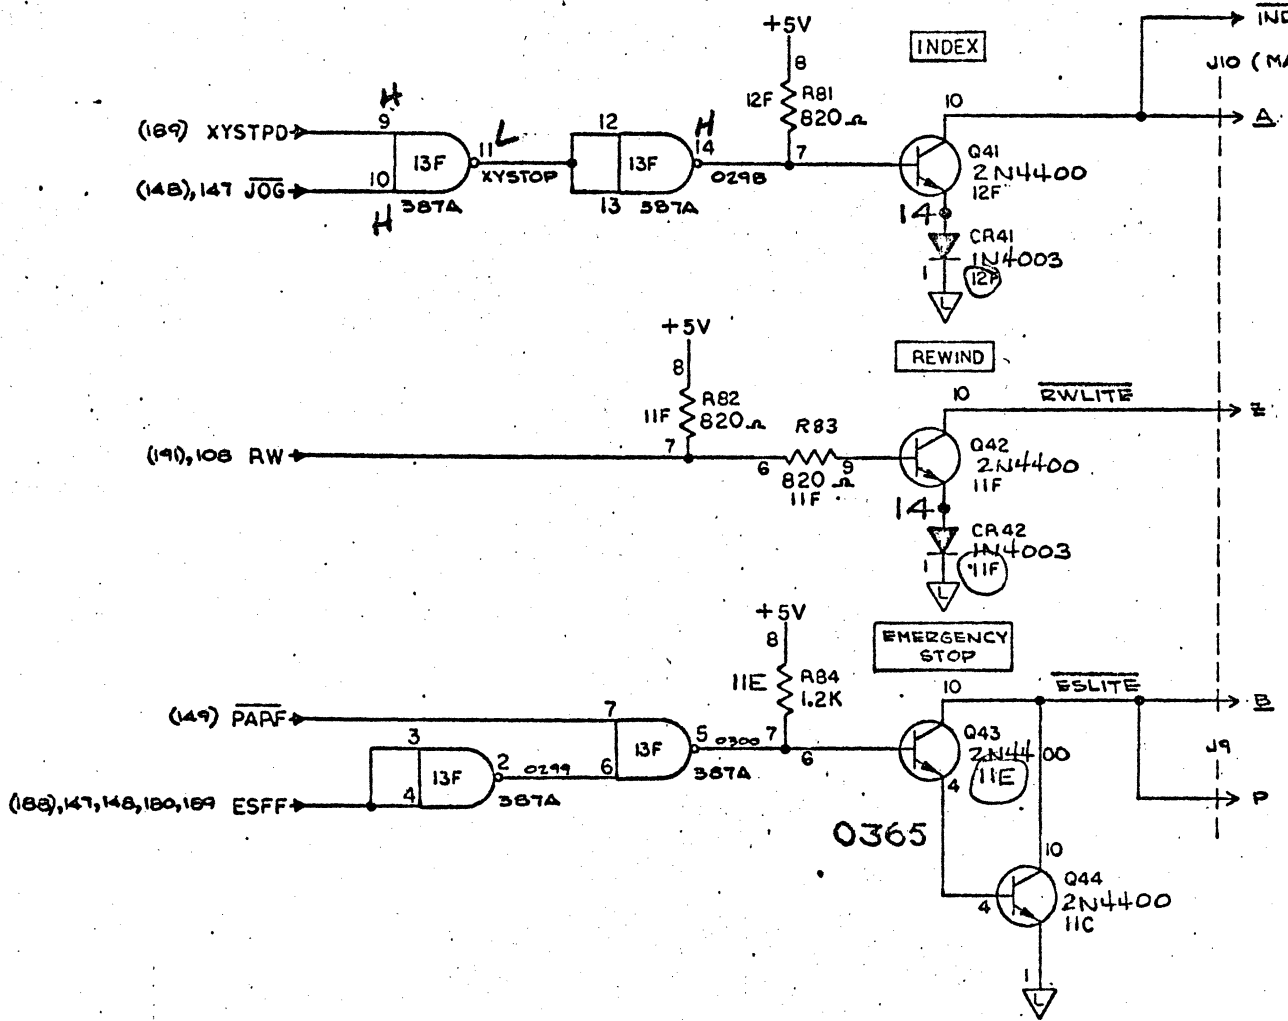 +5V
INDEX
J10 (MA
8
12F
R81
820Ω
10
A
H
(189) XYSTPD
9
13F
11
L
XYSTOP
(148),147 JOG
10
387A
H
12
13F
13
387A
H
14
0298
7
Q41
2N4400
12F
14
CR41
1N4003
1
12F
L
+5V
8
11F
R82
820Ω
REWIND
10
RWLITE
Z
(191),108 RW
7
6
R83
820Ω
11F
9
Q42
2N4400
11F
14
CR42
1N4003
1
11F
L
+5V
8
11E
R84
1.2K
EMERGENCY
STOP
10
ESLITE
B
(149) PAPF
7
13F
5
0300
7
6
387A
Q43
2N4400
11E
4
J9
P
3
13F
2
0299
6
4
387A
(188),147,148,180,189 ESFF
0365
10
Q44
2N4400
11C
4
1
L